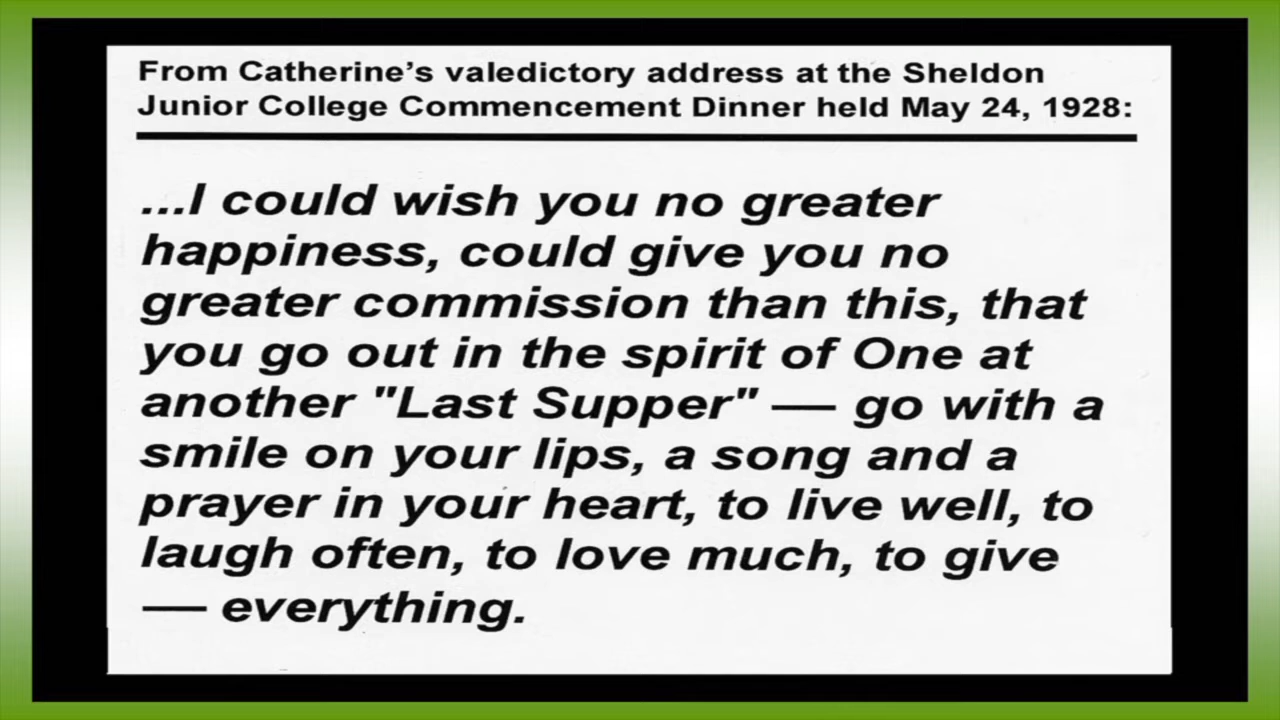 From Catherine’s valedictory address at the Sheldon
Junior College Commencement Dinner held May 24, 1928:
...I could wish you no greater
happiness, could give you no
greater commission than this, that
you go out in the spirit of One at
another "Last Supper" — go with a
smile on your lips, a song and a
prayer in your heart, to live well, to
laugh often, to love much, to give
— everything.